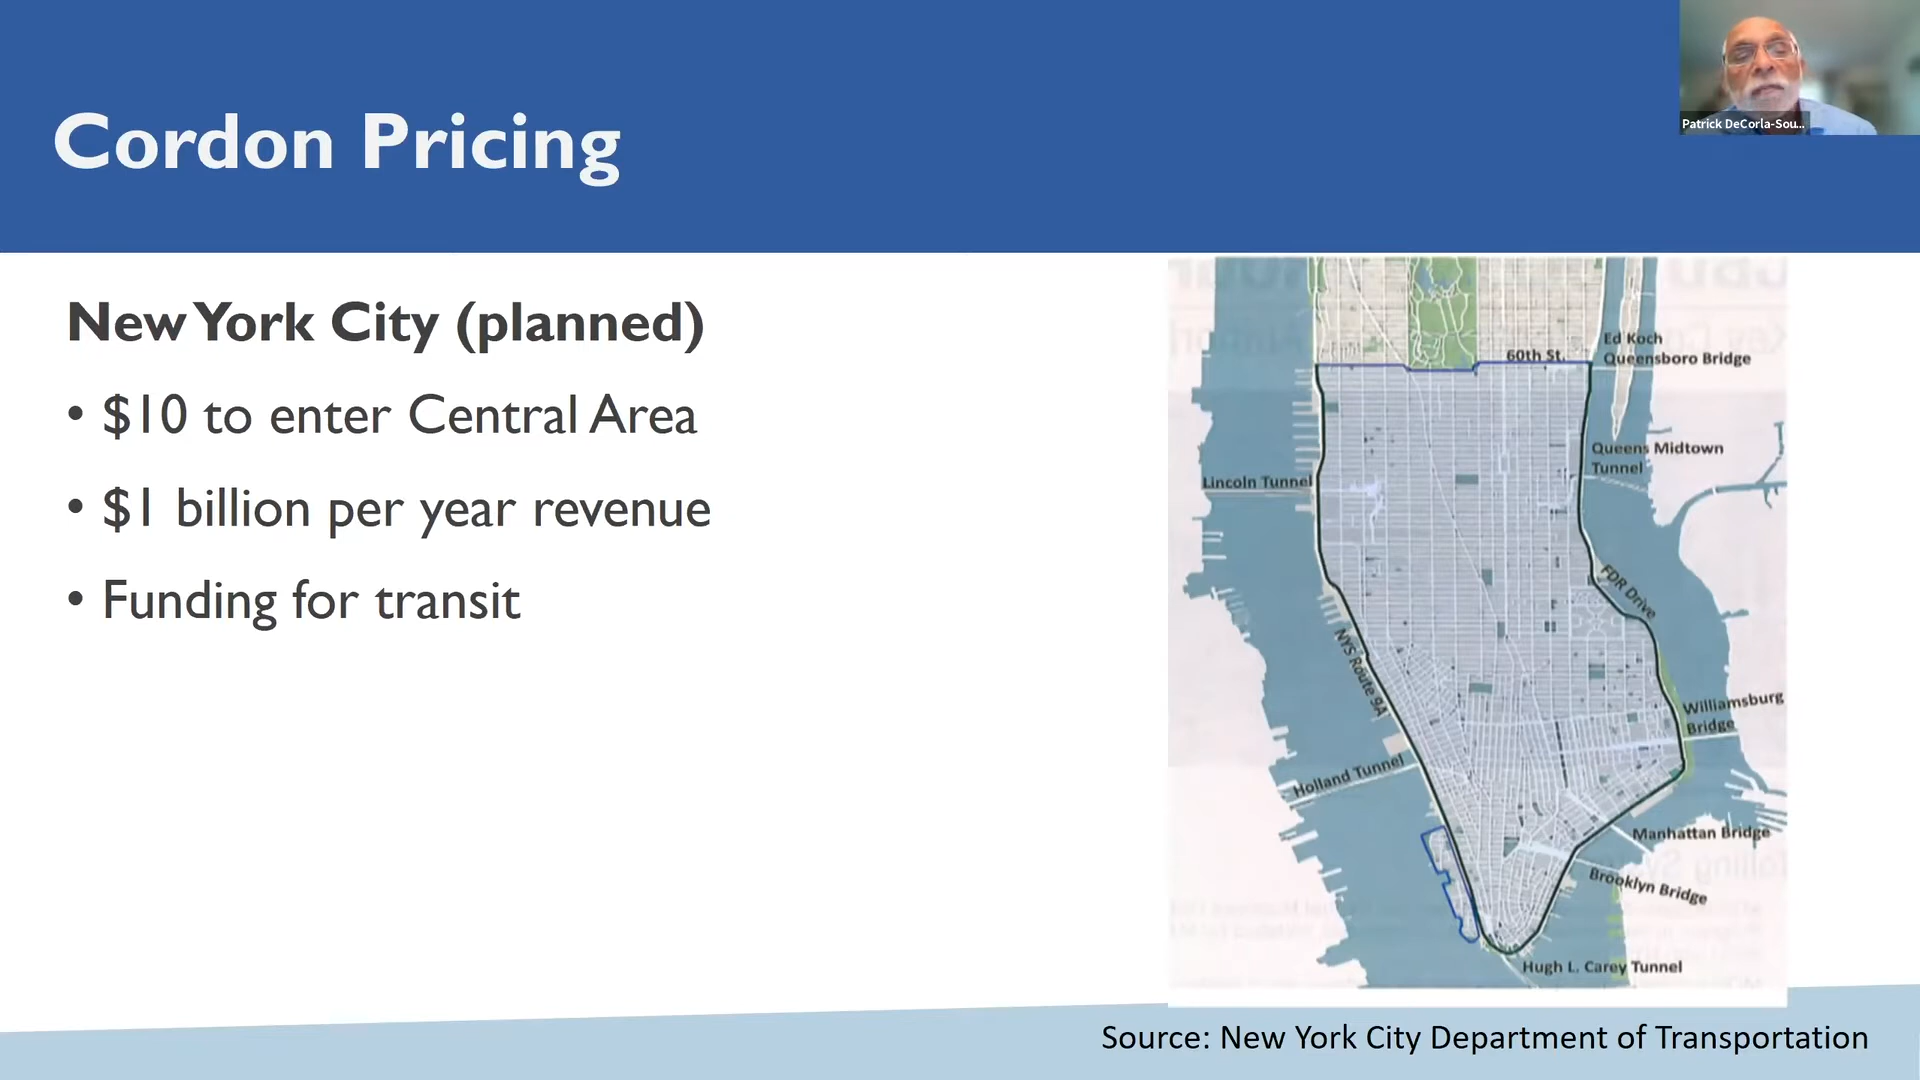 Cordon Pricing
Patrick DeCorla-Sou...
New York City (planned)
• $10 to enter Central Area
• $1 billion per year revenue
• Funding for transit
60th St.
Ed Koch
Queensboro Bridge
Queens Midtown
Tunnel
Lincoln Tunnel
FDR Drive
NYS Route 9A
Williamsburg
Bridge
Holland Tunnel
Manhattan Bridge
Brooklyn Bridge
Hugh L. Carey Tunnel
Source: New York City Department of Transportation